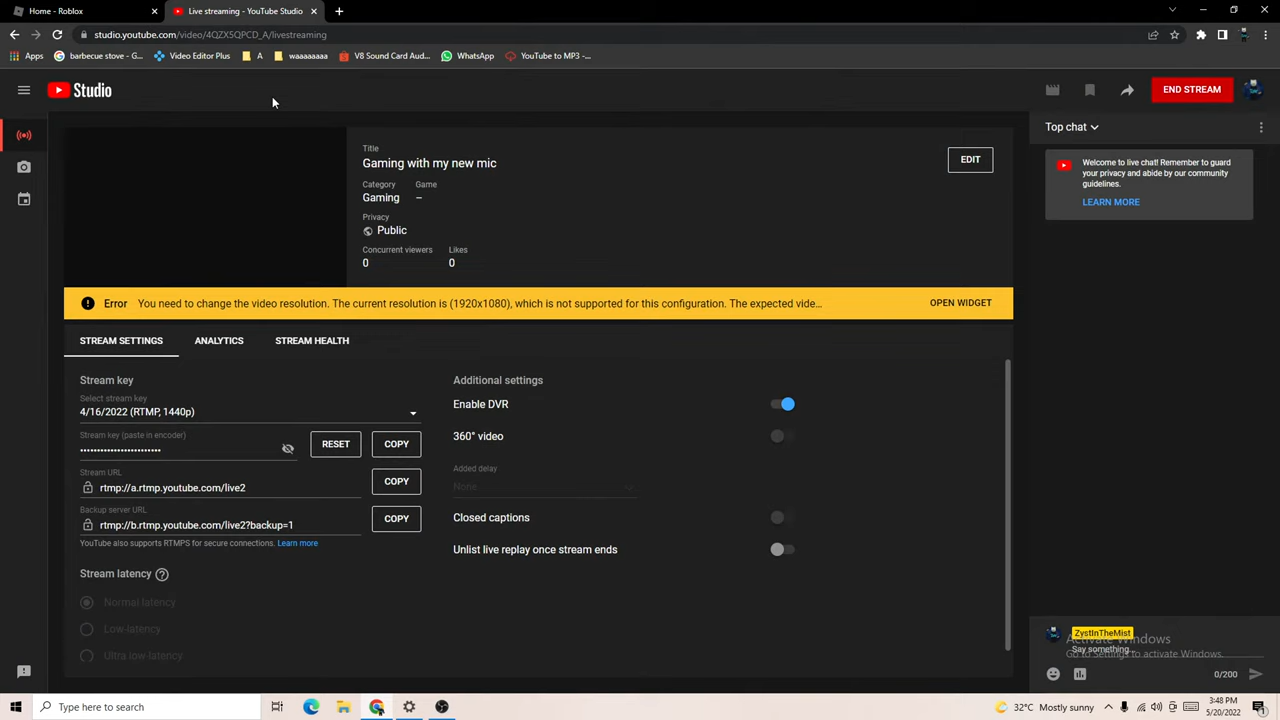 Home - Roblox
Live streaming - YouTube Studio
studio.youtube.com/video/4QZX5QPCD_A/livestreaming
Apps
barbecue stove - G...
Video Editor Plus
A
waaaaaaa
V8 Sound Card Aud...
WhatsApp
YouTube to MP3 -...
Studio
END STREAM
Title
Gaming with my new mic
EDIT
Category
Game
Gaming
–
Privacy
Public
Concurrent viewers
Likes
0
0
Top chat
Welcome to live chat! Remember to guard
your privacy and abide by our community
guidelines.
LEARN MORE
Error
You need to change the video resolution. The current resolution is (1920x1080), which is not supported for this configuration. The expected vide...
OPEN WIDGET
STREAM SETTINGS
ANALYTICS
STREAM HEALTH
Stream key
Select stream key
4/16/2022 (RTMP, 1440p)
Stream key (paste in encoder)
RESET
COPY
Stream URL
rtmp://a.rtmp.youtube.com/live2
COPY
Backup server URL
rtmp://b.rtmp.youtube.com/live2?backup=1
COPY
YouTube also supports RTMPS for secure connections. Learn more
Stream latency
Normal latency
Low-latency
Ultra low-latency
Additional settings
Enable DVR
360° video
Added delay
None
Closed captions
Unlist live replay once stream ends
ZystInTheMist
Say something...
Activate Windows
Go to Settings to activate Windows.
0/200
Type here to search
32°C Mostly sunny
3:48 PM
5/20/2022